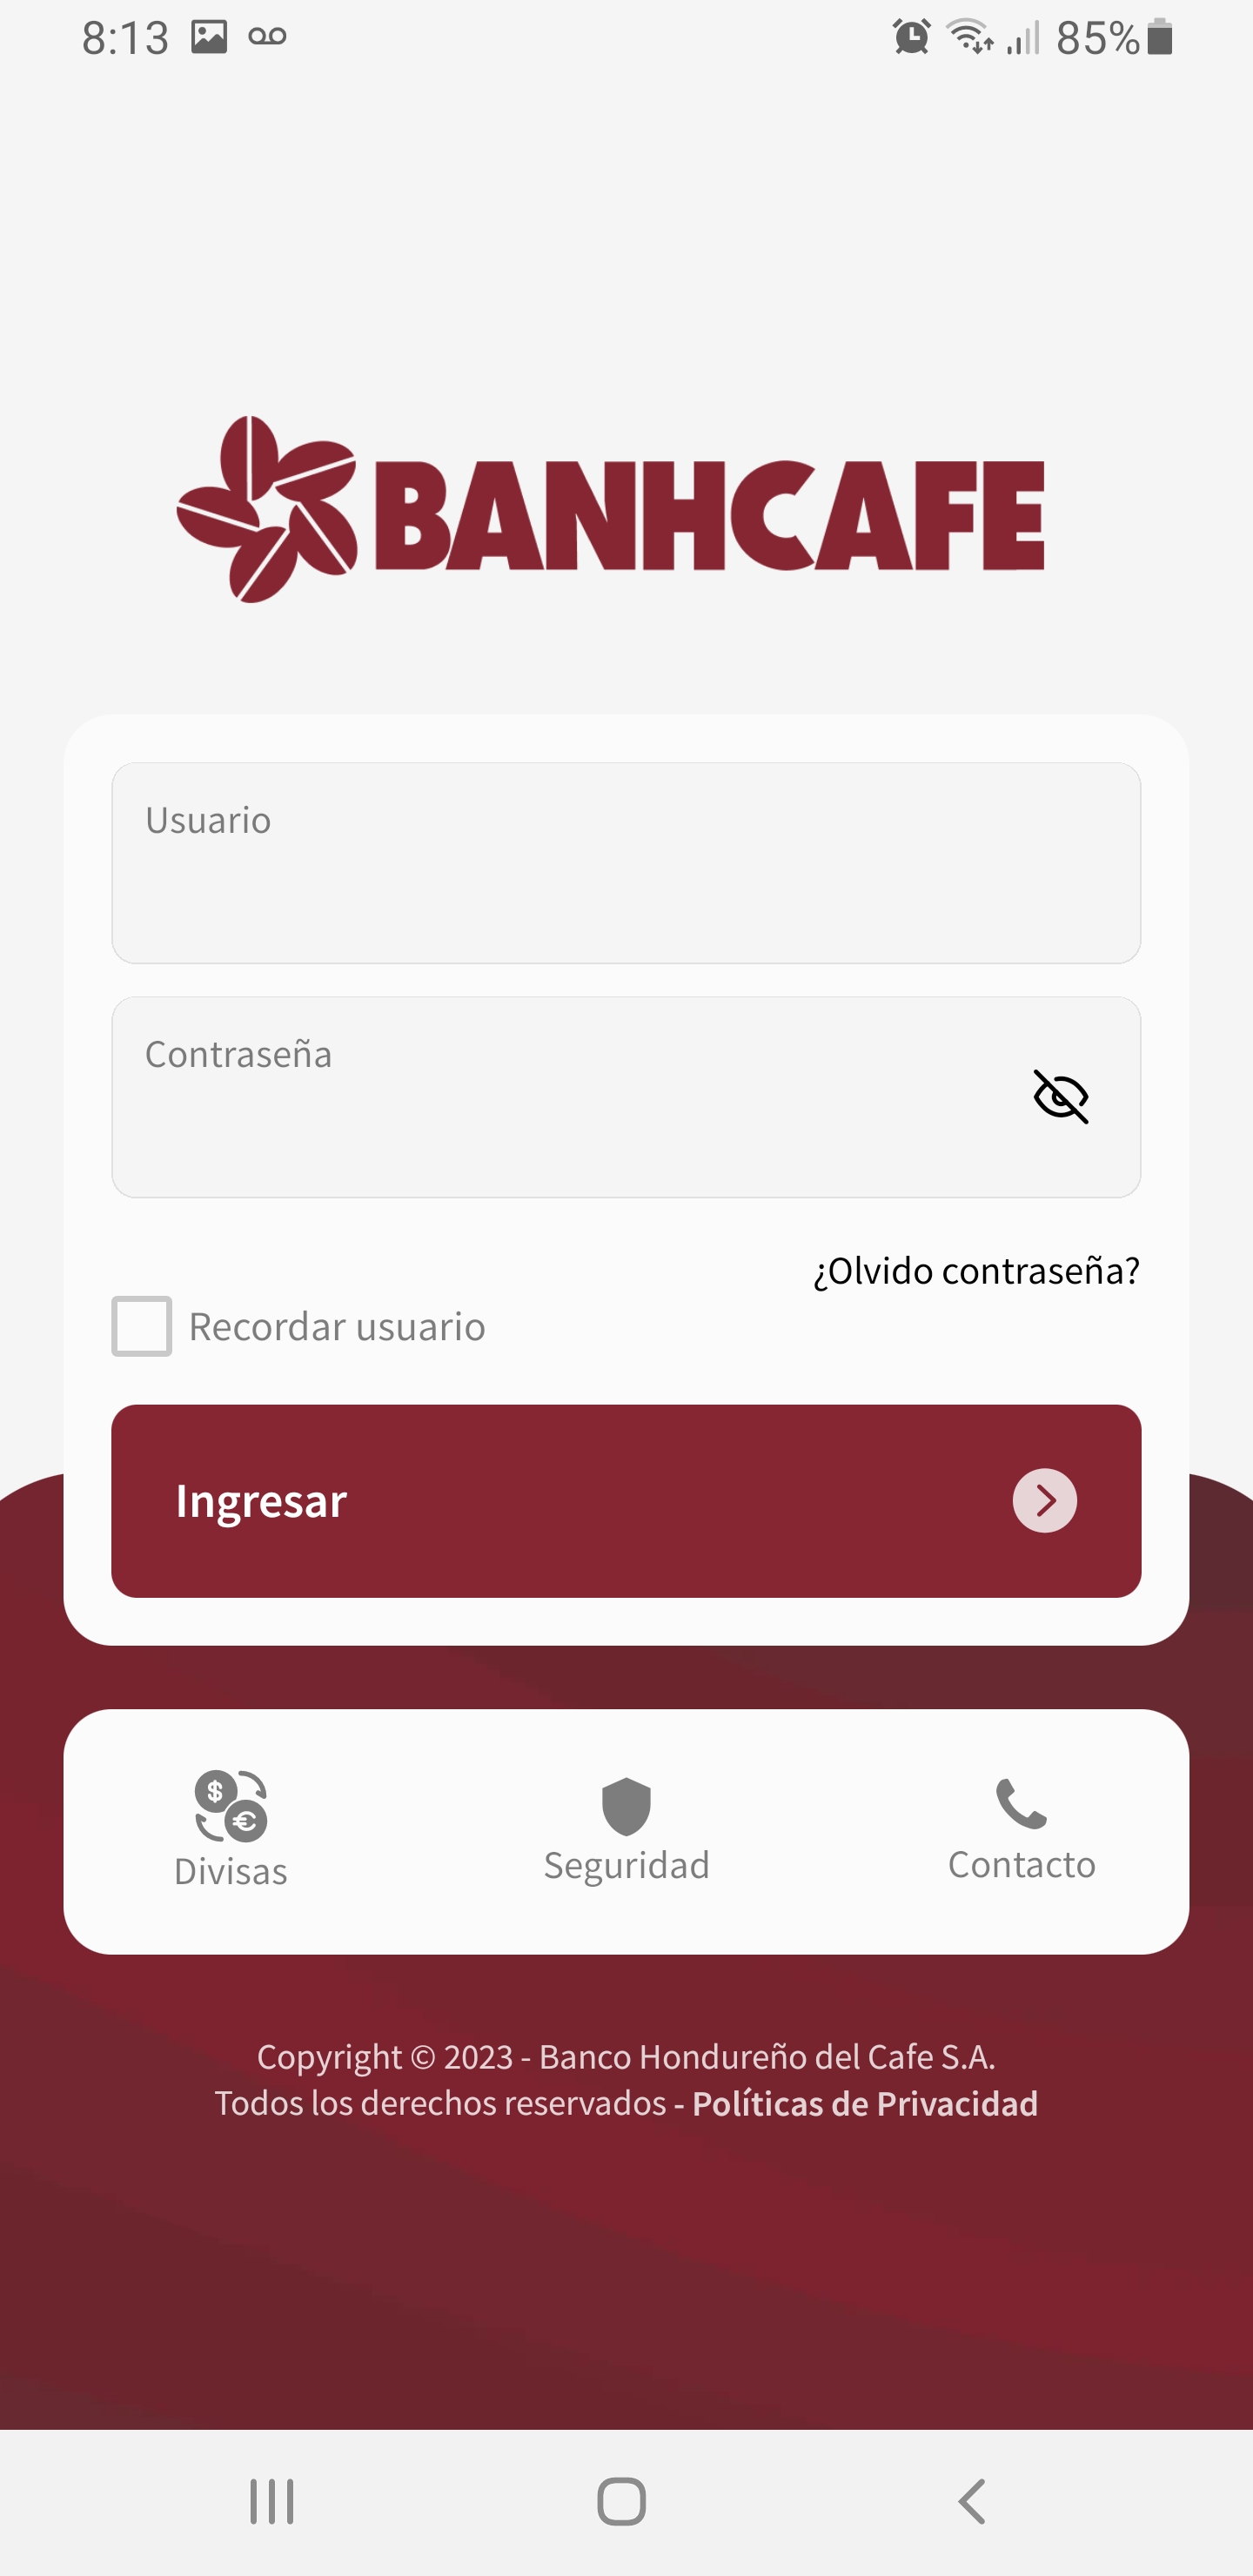 8:13
85%
BANHCAFE
Usuario
Contraseña
¿Olvido contraseña?
Recordar usuario
Ingresar
$
€
Divisas
Seguridad
Contacto
Copyright © 2023 - Banco Hondureño del Cafe S.A.
Todos los derechos reservados - Políticas de Privacidad